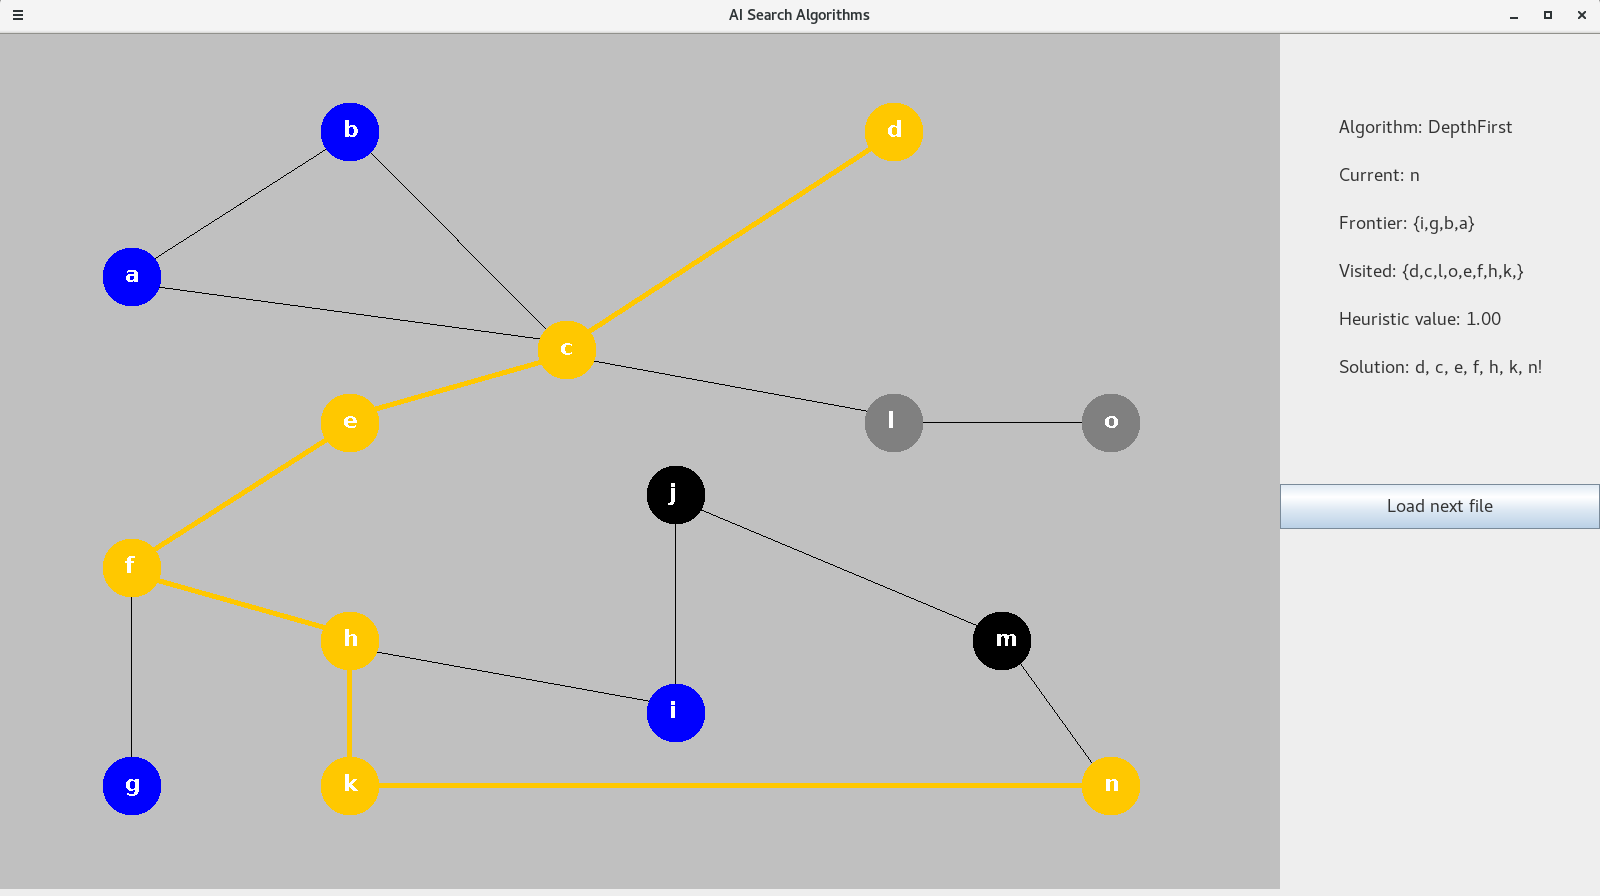 AI Search Algorithms
b
d
Algorithm: DepthFirst
Current: n
Frontier: {i,g,b,a}
Visited: {d,c,l,o,e,f,h,k,}
Heuristic value: 1.00
Solution: d, c, e, f, h, k, n!
a
c
e
l
o
j
Load next file
f
h
m
i
g
k
n